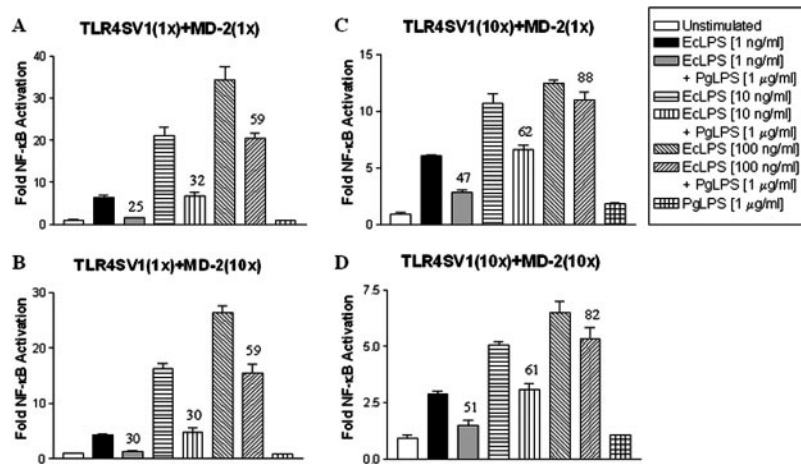 A
TLR4SV1(1x)+MD-2(1x)
Fold NF-κB Activation
40
30
20
10
0
25
32
59
B
TLR4SV1(1x)+MD-2(10x)
Fold NF-κB Activation
30
20
10
0
30
30
59
C
TLR4SV1(10x)+MD-2(1x)
Fold NF-κB Activation
15
10
5
0
47
62
88
D
TLR4SV1(10x)+MD-2(10x)
Fold NF-κB Activation
7.5
5.0
2.5
0.0
51
61
82
Unstimulated
EcLPS [1 ng/ml]
EcLPS [1 ng/ml]
+ PgLPS [1 µg/ml]
EcLPS [10 ng/ml]
EcLPS [10 ng/ml]
+ PgLPS [1 µg/ml]
EcLPS [100 ng/ml]
EcLPS [100 ng/ml]
+ PgLPS [1 µg/ml]
PgLPS [1 µg/ml]